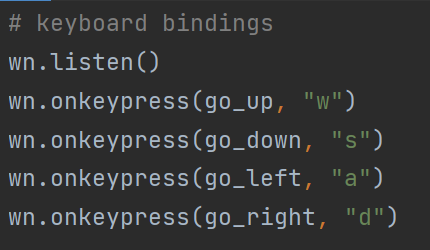 # keyboard bindings
wn.listen()
wn.onkeypress(go_up, "w")
wn.onkeypress(go_down, "s")
wn.onkeypress(go_left, "a")
wn.onkeypress(go_right, "d")